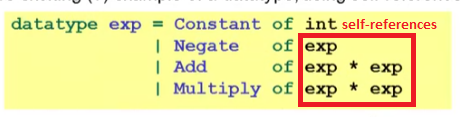 datatype exp = Constant of int self-references
| Negate of exp
| Add of exp * exp
| Multiply of exp * exp